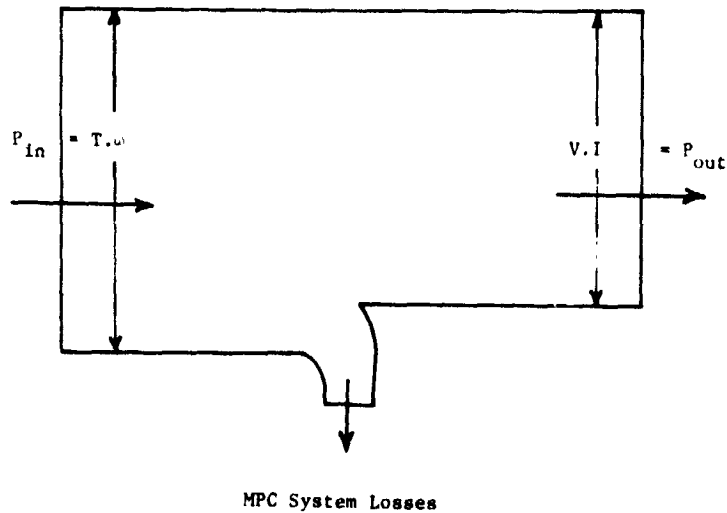 P_in = T.ω
V.I = P_out
MPC System Losses